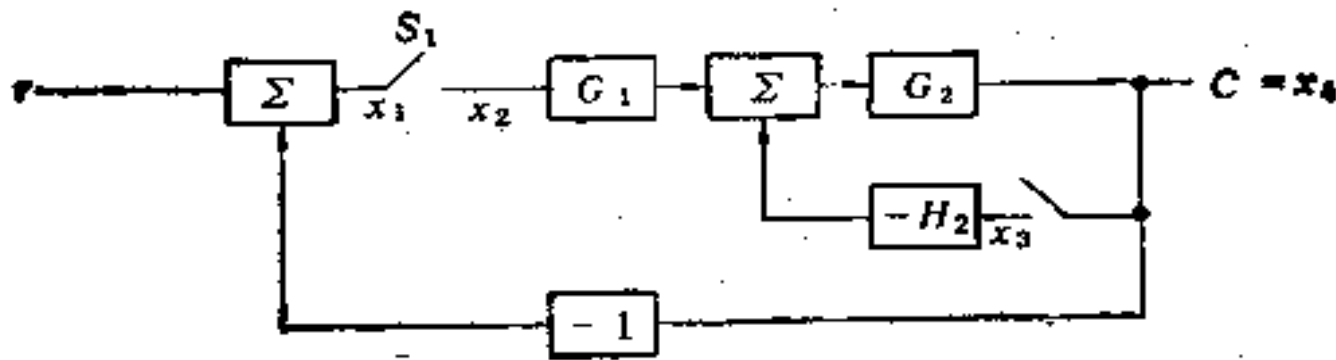 S₁
r Σ x₁ x₂ G₁ Σ G₂ C = x₄
-H₂ x₃
-1